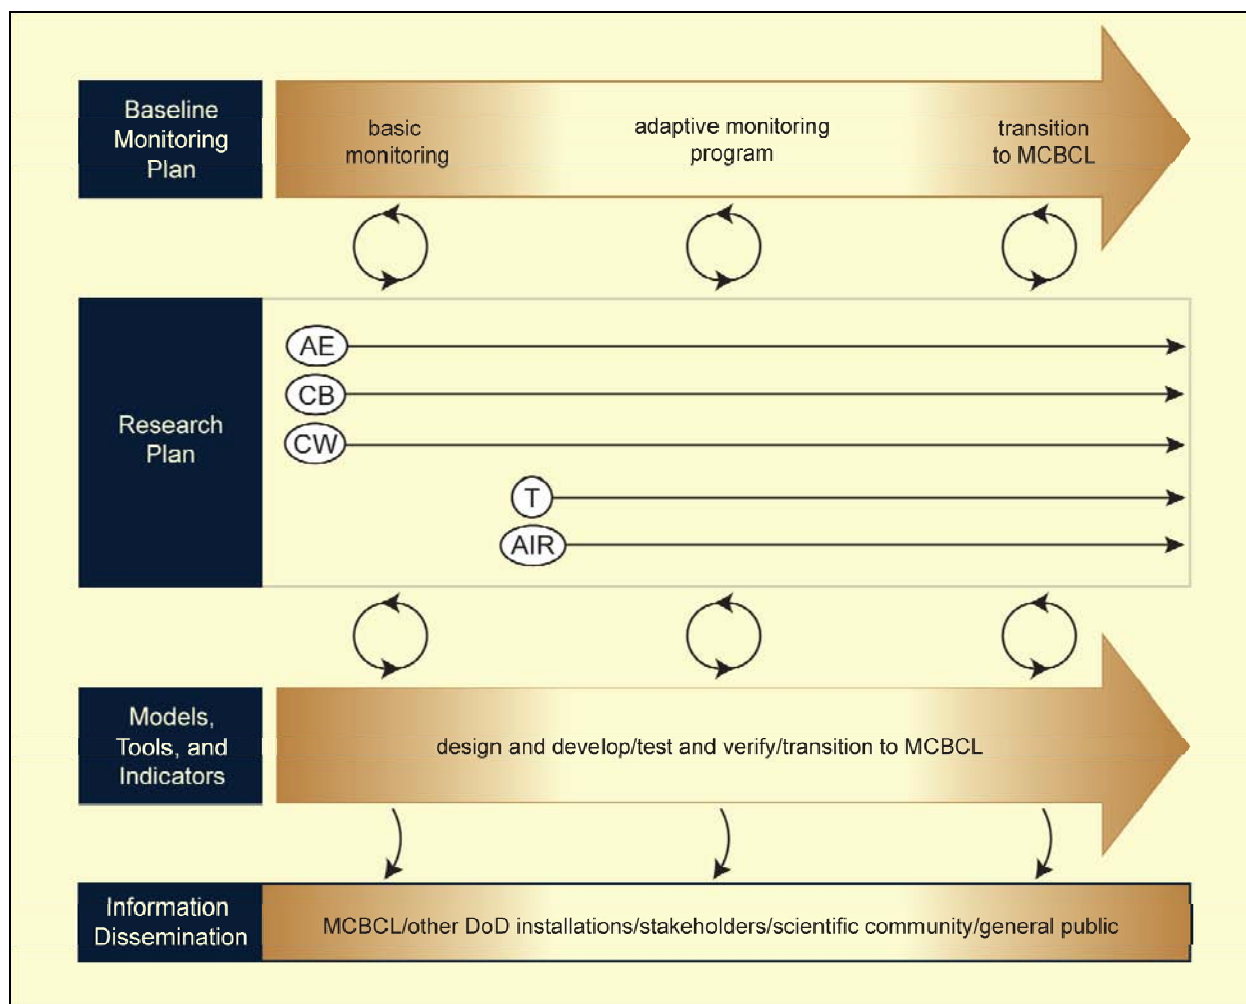 Baseline
Monitoring
Plan
basic
monitoring
adaptive monitoring
program
transition
to MCBCL
Research
Plan
AE
CB
CW
T
AIR
Models,
Tools, and
Indicators
design and develop/test and verify/transition to MCBCL
Information
Dissemination
MCBCL/other DoD installations/stakeholders/scientific community/general public